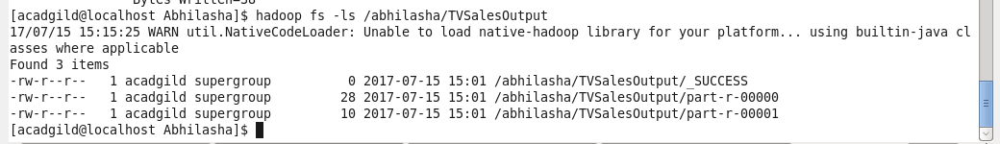 Bytes Written=38
[acadgild@localhost Abhilasha]$ hadoop fs -ls /abhilasha/TVSalesOutput
17/07/15 15:15:25 WARN util.NativeCodeLoader: Unable to load native-hadoop library for your platform... using builtin-java cl
asses where applicable
Found 3 items
-rw-r--r--   1 acadgild supergroup          0 2017-07-15 15:01 /abhilasha/TVSalesOutput/_SUCCESS
-rw-r--r--   1 acadgild supergroup         28 2017-07-15 15:01 /abhilasha/TVSalesOutput/part-r-00000
-rw-r--r--   1 acadgild supergroup         10 2017-07-15 15:01 /abhilasha/TVSalesOutput/part-r-00001
[acadgild@localhost Abhilasha]$